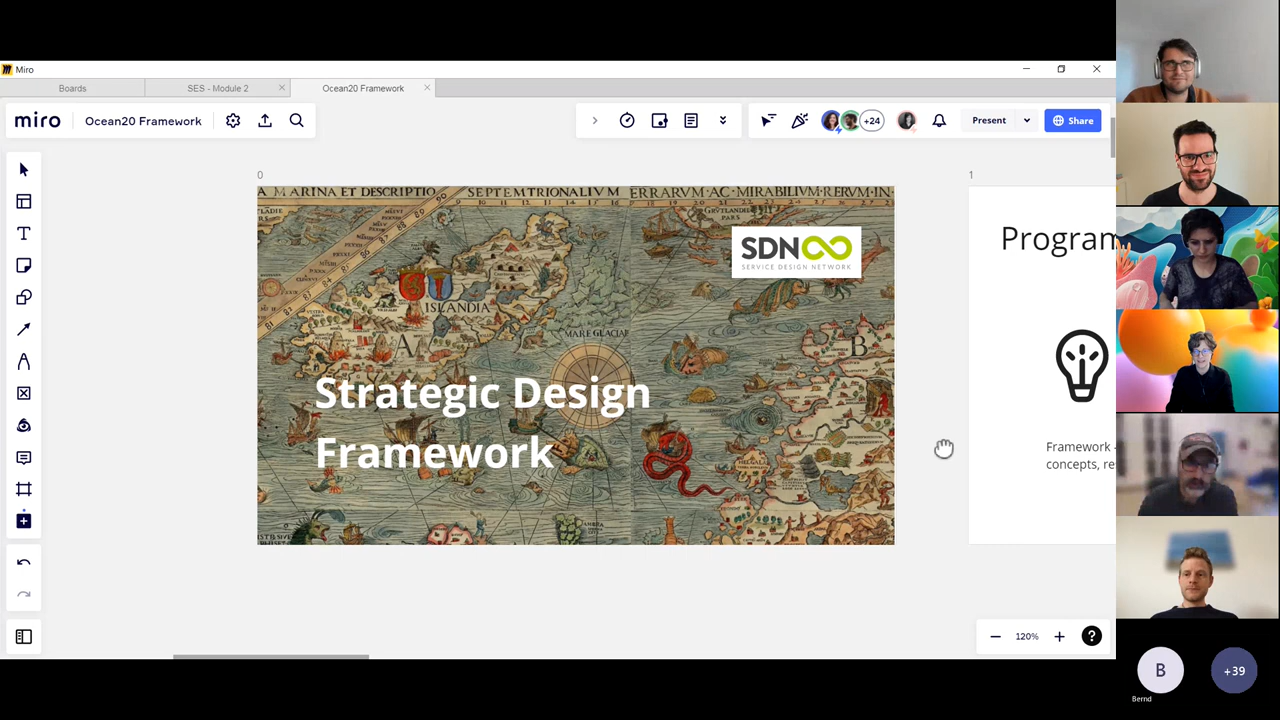 Miro
Boards
SES - Module 2
Ocean20 Framework
miro
Ocean20 Framework
+24
Present
Share
0
1
A MARINA ET DESCRIPTIO
SEPTEMTRIONALIVM
ERRARVM·AC·MIRABILIVM·RERVM·IN
SDN
SERVICE DESIGN NETWORK
ISLANDIA
MARE GLACIAE
A
B
Strategic Design
Framework
Program
Framework -
concepts, re
120%
B
Bernd
+39